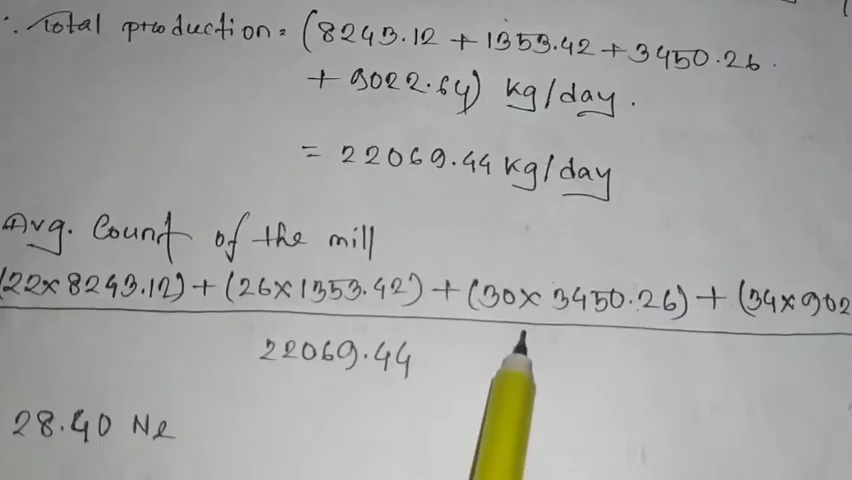 ∴ Total production = (8243.12 + 1353.42 + 3450.26
+ 9022.64) kg/day.
= 22069.44 kg/day
Avg. Count of the mill
(22×8243.12) + (26×1353.42) + (30× 3450.26) + (34×902
22069.44
28.40 Ne